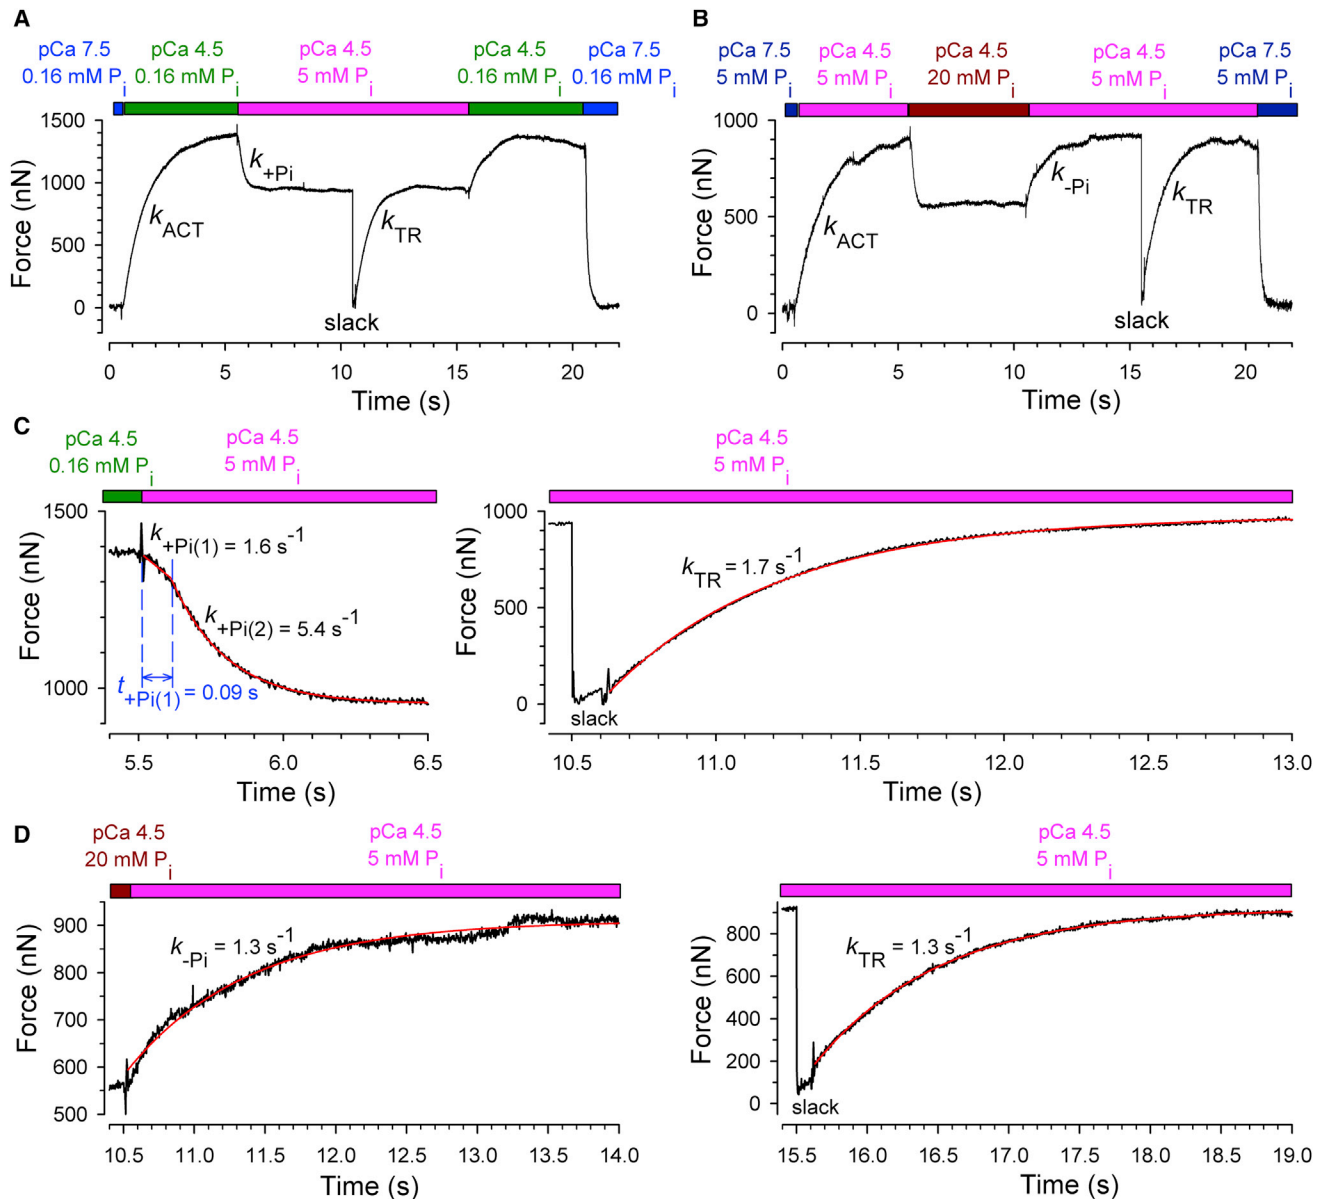 A
pCa 7.5
0.16 mM Pi
pCa 4.5
0.16 mM Pi
pCa 4.5
5 mM Pi
pCa 4.5
0.16 mM Pi
pCa 7.5
0.16 mM Pi
1500
1000
500
0
Force (nN)
kACT
k+Pi
kTR
slack
0 5 10 15 20
Time (s)
B
pCa 7.5
5 mM Pi
pCa 4.5
5 mM Pi
pCa 4.5
20 mM Pi
pCa 4.5
5 mM Pi
pCa 7.5
5 mM Pi
1000
500
0
Force (nN)
kACT
k-Pi
kTR
slack
0 5 10 15 20
Time (s)
C
pCa 4.5
0.16 mM Pi
pCa 4.5
5 mM Pi
1500
1000
Force (nN)
k+Pi(1) = 1.6 s-1
k+Pi(2) = 5.4 s-1
t+Pi(1) = 0.09 s
5.5 6.0 6.5
Time (s)
pCa 4.5
5 mM Pi
1000
500
0
Force (nN)
kTR = 1.7 s-1
slack
10.5 11.0 11.5 12.0 12.5 13.0
Time (s)
D
pCa 4.5
20 mM Pi
pCa 4.5
5 mM Pi
900
800
700
600
500
Force (nN)
k-Pi = 1.3 s-1
10.5 11.0 11.5 12.0 12.5 13.0 13.5 14.0
Time (s)
pCa 4.5
5 mM Pi
800
600
400
200
0
Force (nN)
kTR = 1.3 s-1
slack
15.5 16.0 16.5 17.0 17.5 18.0 18.5 19.0
Time (s)